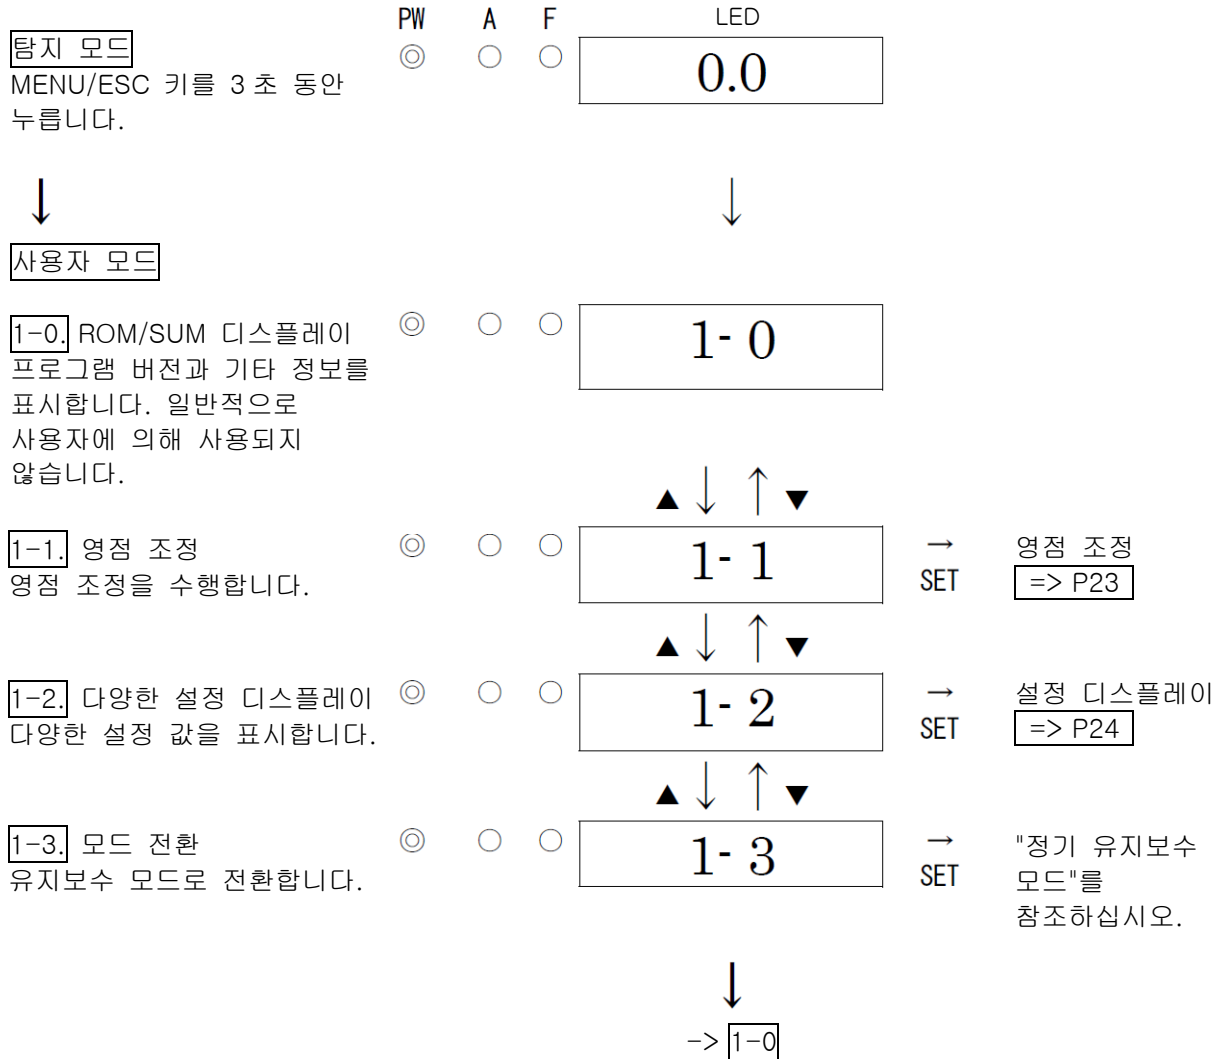 PW A F LED
탐지 모드 ◎ ○ ○ 0.0
MENU/ESC 키를 3초 동안
누릅니다.
↓ ↓
사용자 모드
1-0. ROM/SUM 디스플레이 ◎ ○ ○ 1- 0
프로그램 버전과 기타 정보를
표시합니다. 일반적으로
사용자에 의해 사용되지
않습니다.
▲ ↓ ↑ ▼
1-1. 영점 조정 ◎ ○ ○ 1- 1 → 영점 조정
영점 조정을 수행합니다. SET => P23
▲ ↓ ↑ ▼
1-2. 다양한 설정 디스플레이 ◎ ○ ○ 1- 2 → 설정 디스플레이
다양한 설정 값을 표시합니다. SET => P24
▲ ↓ ↑ ▼
1-3. 모드 전환 ◎ ○ ○ 1- 3 → "정기 유지보수
유지보수 모드로 전환합니다. SET 모드"를
참조하십시오.
↓
-> 1-0